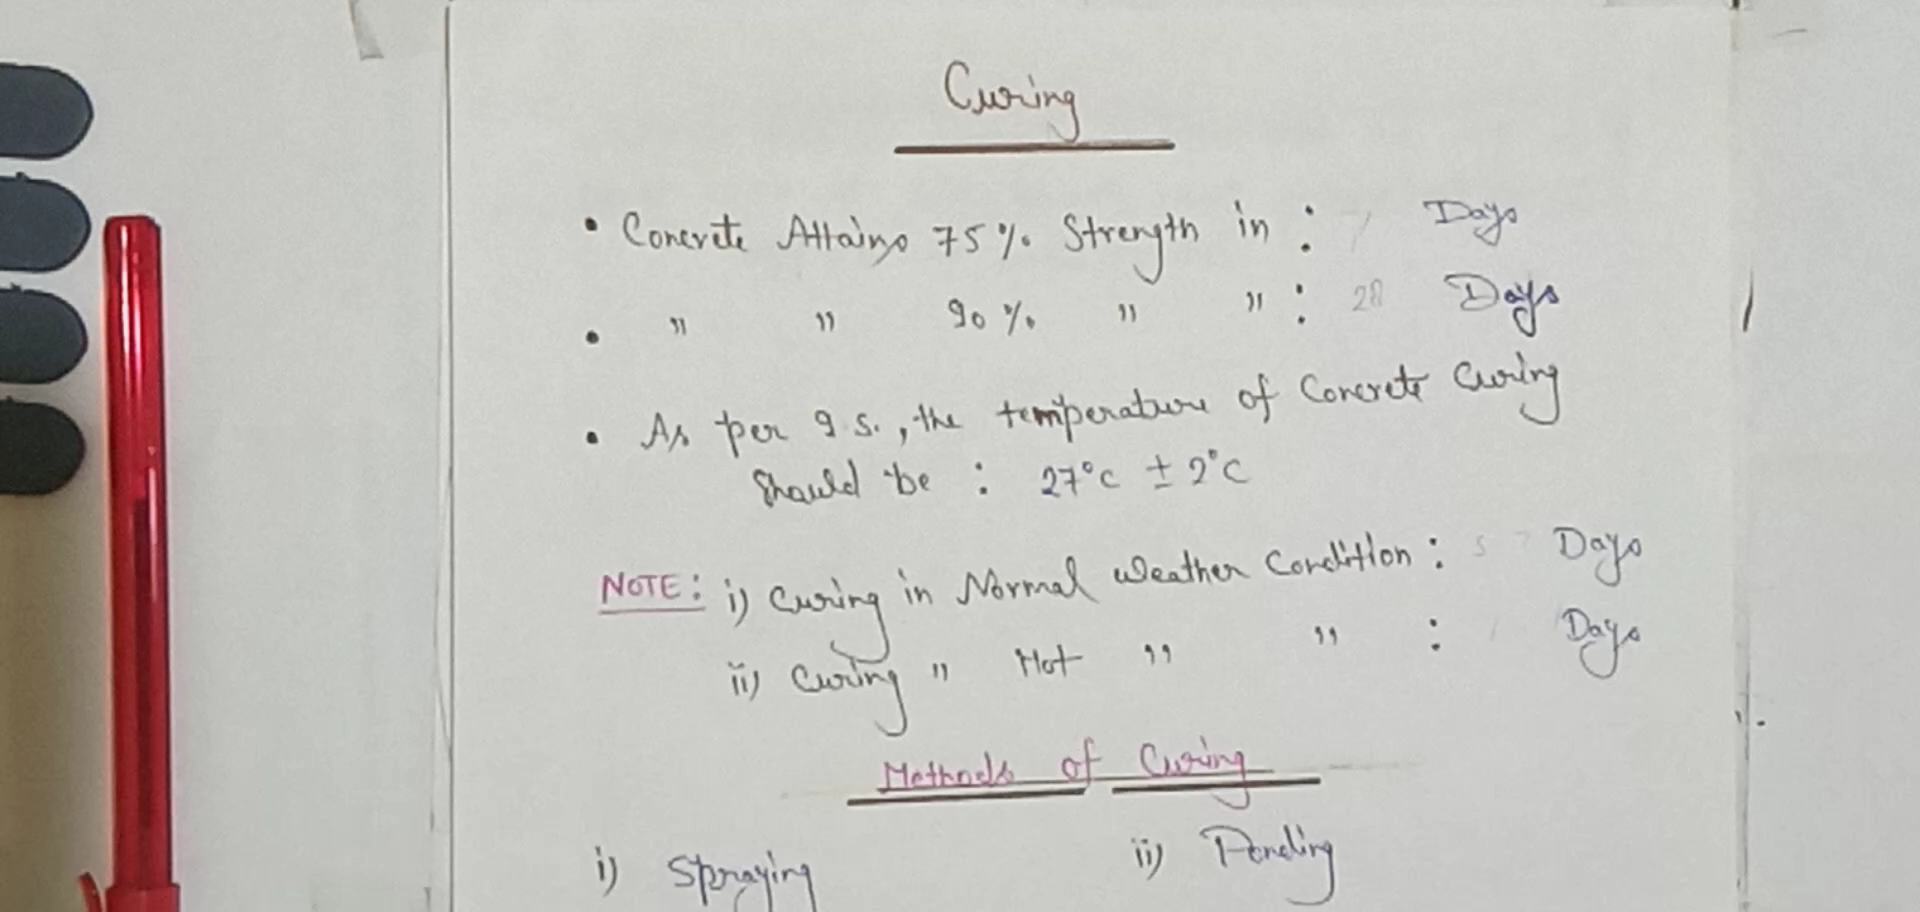 Curing
• Concrete Attains 75% Strength in : Days
• " " 90% " " : 28 Days
• As per I.S., the temperature of Concrete Curing
Should be : 27°C ± 2°C
NOTE: i) Curing in Normal Weather Condition : Days
ii) Curing " Hot " " : Days
Methods of Curing
i) Spraying ii) Ponding